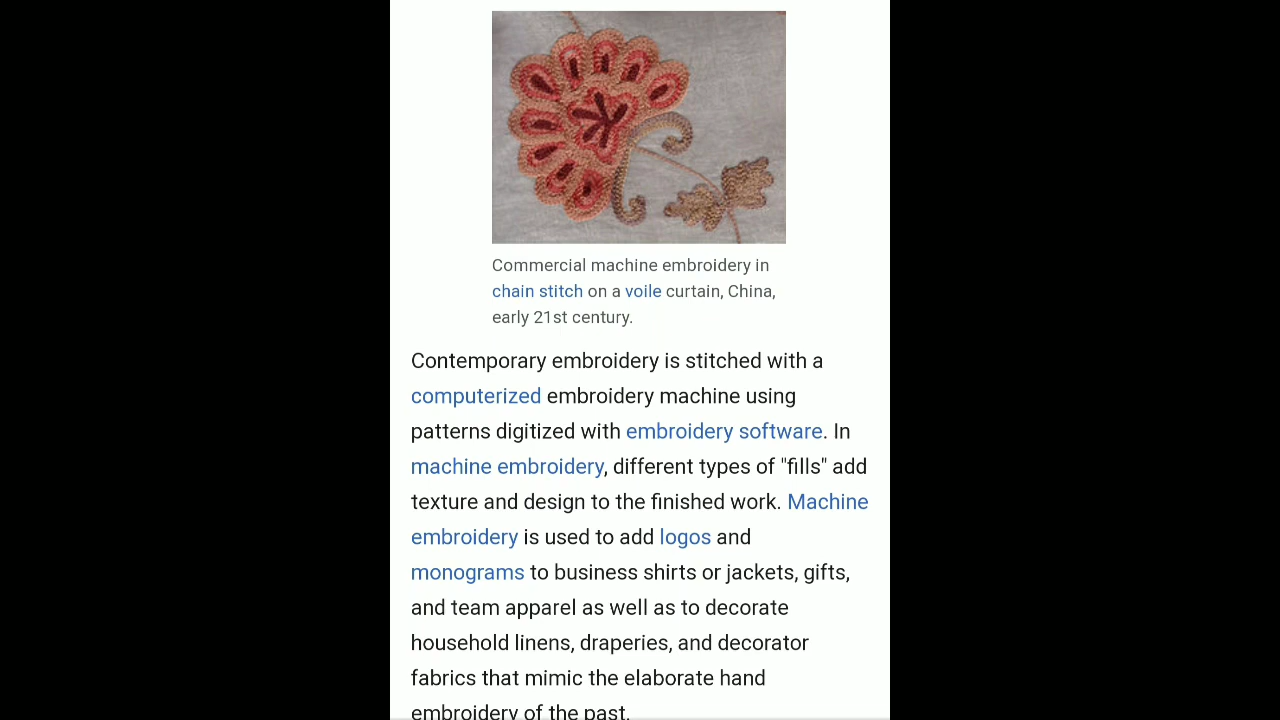 Commercial machine embroidery in
chain stitch on a voile curtain, China,
early 21st century.
Contemporary embroidery is stitched with a
computerized embroidery machine using
patterns digitized with embroidery software. In
machine embroidery, different types of "fills" add
texture and design to the finished work. Machine
embroidery is used to add logos and
monograms to business shirts or jackets, gifts,
and team apparel as well as to decorate
household linens, draperies, and decorator
fabrics that mimic the elaborate hand
embroidery of the past.